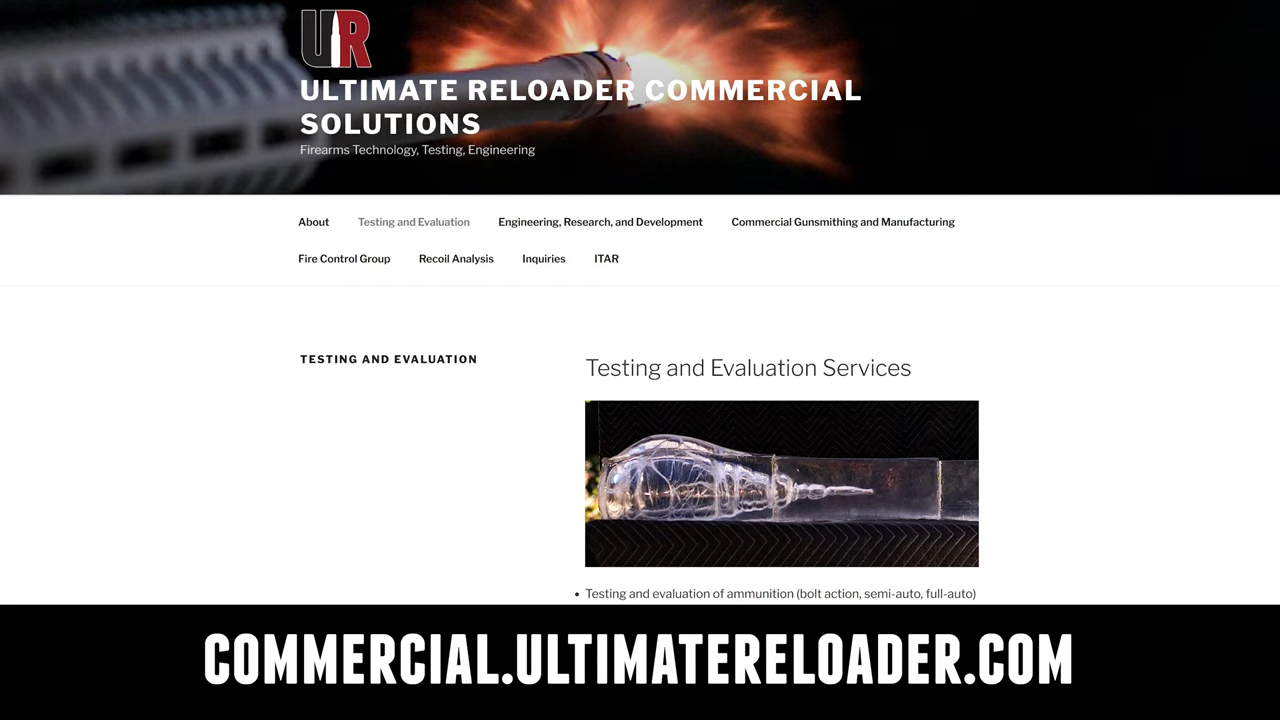 UR
ULTIMATE RELOADER COMMERCIAL
SOLUTIONS
Firearms Technology, Testing, Engineering
About Testing and Evaluation Engineering, Research, and Development Commercial Gunsmithing and Manufacturing
Fire Control Group Recoil Analysis Inquiries ITAR
TESTING AND EVALUATION
Testing and Evaluation Services
• Testing and evaluation of ammunition (bolt action, semi-auto, full-auto)
COMMERCIAL.ULTIMATERELOADER.COM